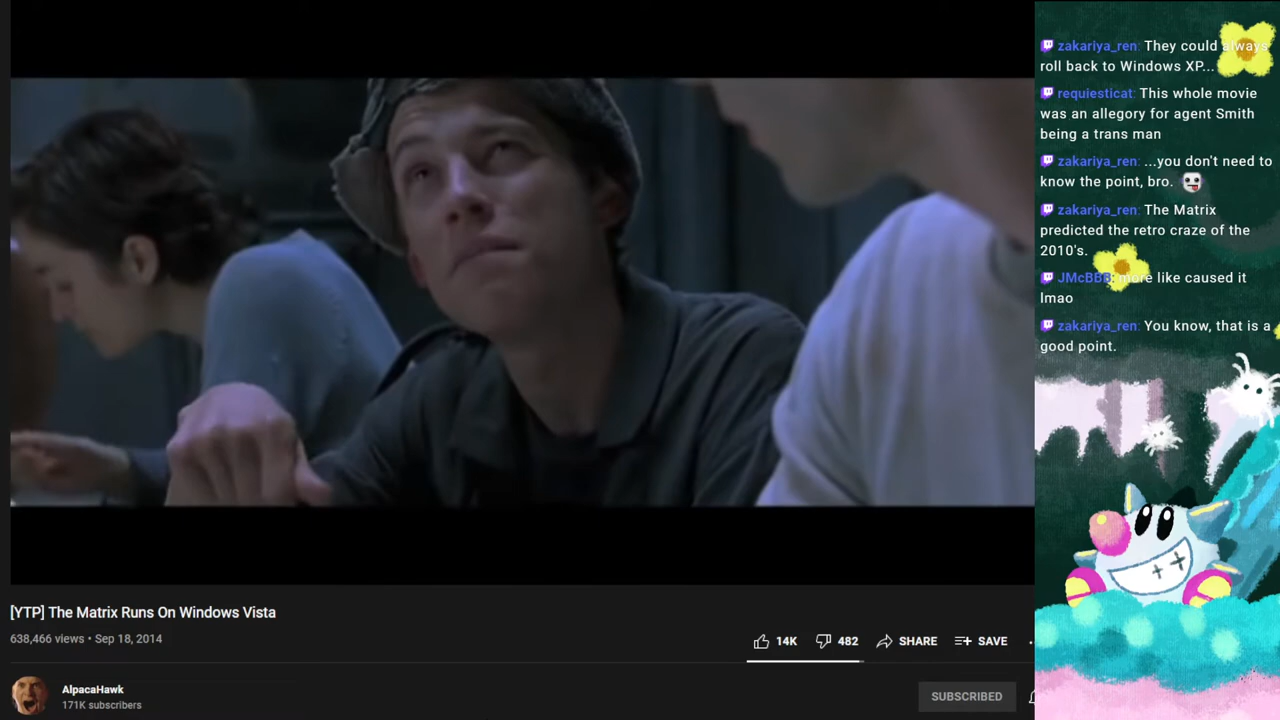 zakariya_ren: They could always
roll back to Windows XP...
requiesticat: This whole movie
was an allegory for agent Smith
being a trans man
zakariya_ren: ...you don't need to
know the point, bro.
zakariya_ren: The Matrix
predicted the retro craze of the
2010's.
JMcBBB: more like caused it
lmao
zakariya_ren: You know, that is a
good point.
[YTP] The Matrix Runs On Windows Vista
638,466 views • Sep 18, 2014
14K 482 SHARE SAVE
AlpacaHawk
171K subscribers
SUBSCRIBED